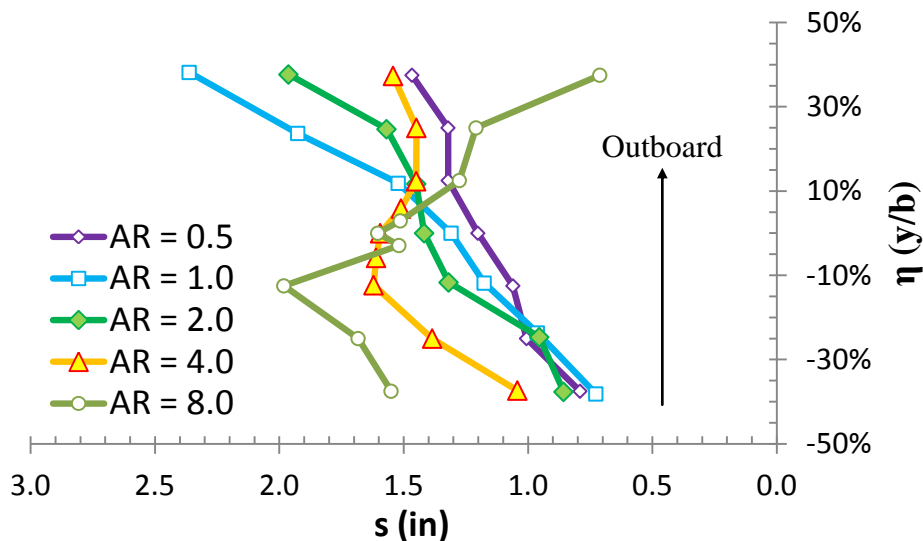 50%
30%
Outboard
10%
η (y/b)
AR = 0.5
AR = 1.0
-10%
AR = 2.0
AR = 4.0
-30%
AR = 8.0
-50%
3.0 2.5 2.0 1.5 1.0 0.5 0.0
s (in)